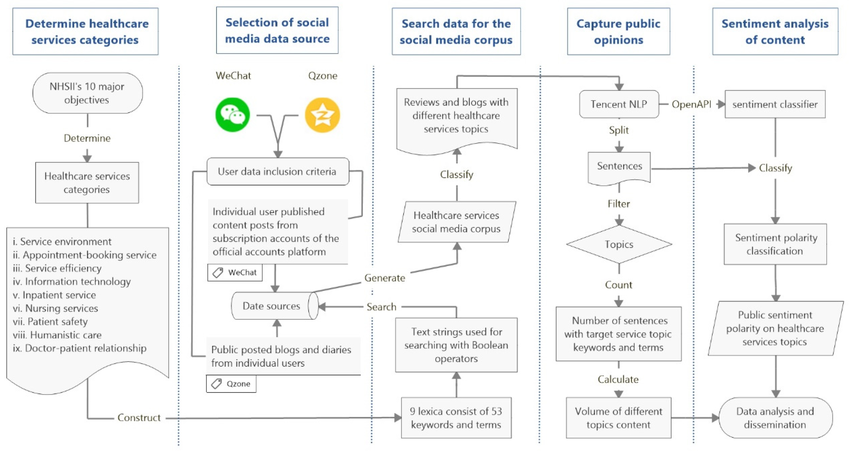 Determine healthcare
services categories
NHSII's 10 major
objectives
Determine
Healthcare services
categories
i. Service environment
ii. Appointment-booking service
iii. Service efficiency
iv. Information technology
v. Inpatient service
vi. Nursing services
vii. Patient safety
viii. Humanistic care
ix. Doctor-patient relationship
Construct
Selection of social
media data source
WeChat
Qzone
User data inclusion criteria
Individual user published
content posts from
subscription accounts of the
official accounts platform
WeChat
Date sources
Public posted blogs and diaries
from individual users
Qzone
Search data for the
social media corpus
Reviews and blogs with
different healthcare
services topics
Classify
Healthcare services
social media corpus
Generate
Search
Text strings used for
searching with Boolean
operators
9 lexica consist of 53
keywords and terms
Capture public
opinions
Tencent NLP
OpenAPI
Split
Sentences
Filter
Topics
Count
Number of sentences
with target service topic
keywords and terms
Calculate
Volume of different
topics content
Sentiment analysis
of content
sentiment classifier
Classify
Sentiment polarity
classification
Public sentiment
polarity on healthcare
services topics
Data analysis and
dissemination